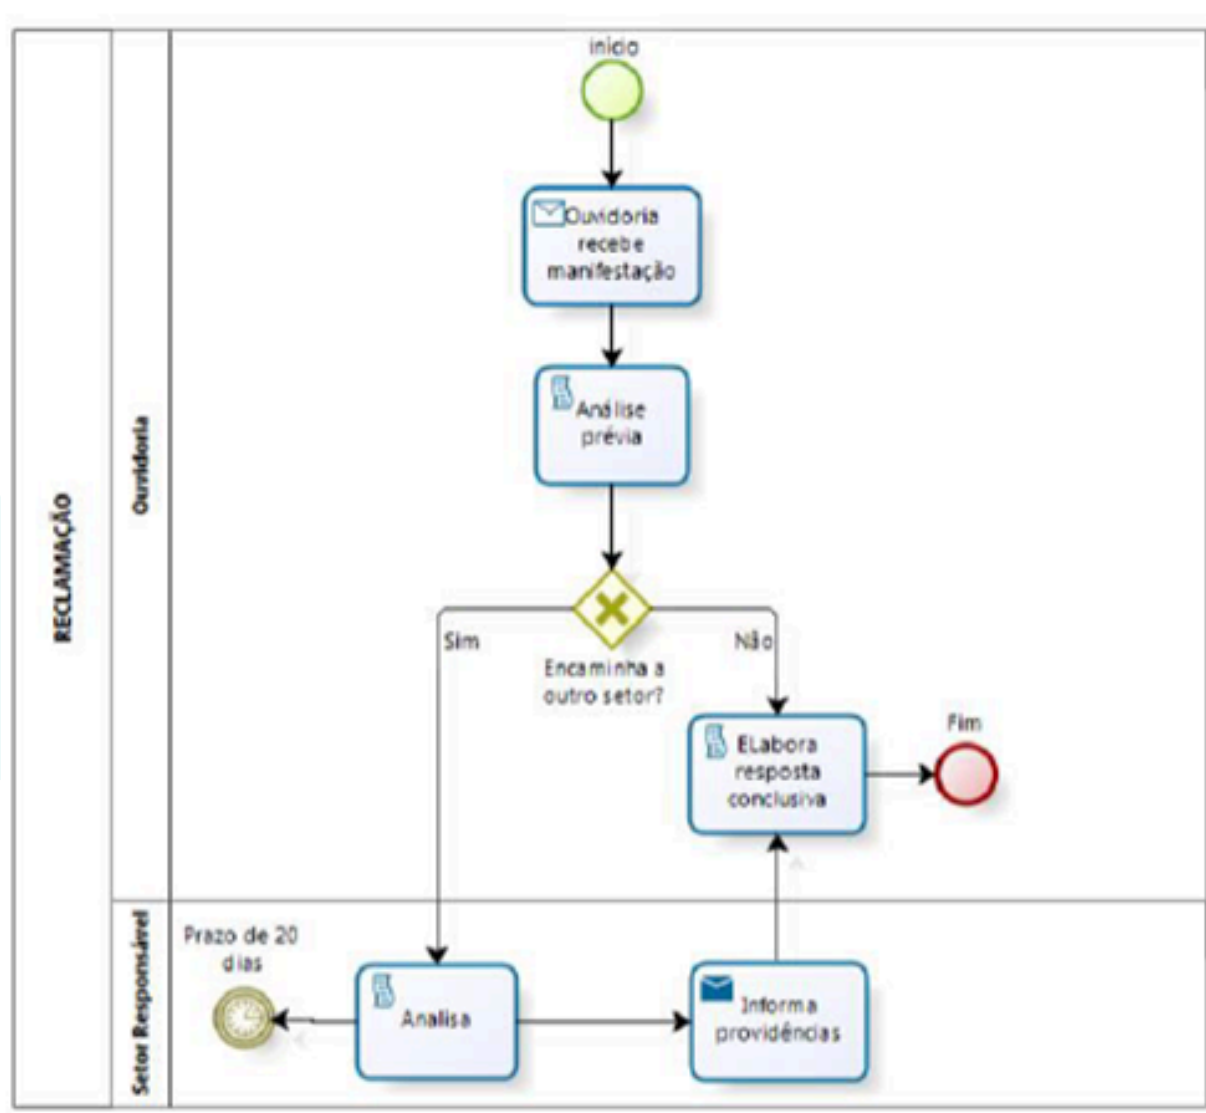 RECLAMAÇÃO
Ouvidoria
início
Ouvidoria
recebe
manifestação
Análise
prévia
Encaminha a
outro setor?
Sim
Não
ELabora
resposta
conclusiva
Fim
Setor Responsável
Prazo de 20
dias
Analisa
Informa
providências